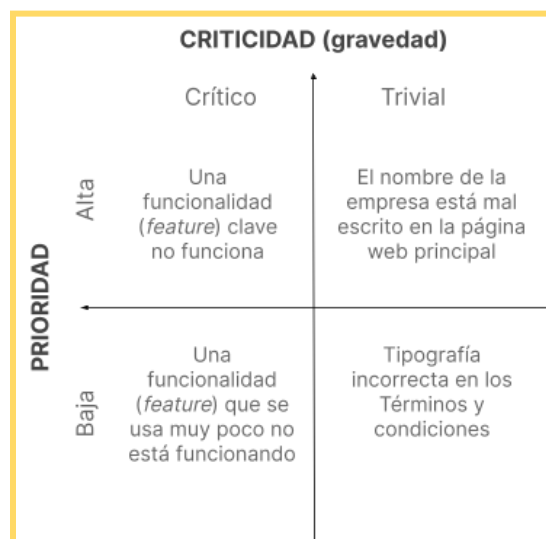 CRITICIDAD (gravedad)
Crítico
Trivial
PRIORIDAD
Alta
Una
funcionalidad
(feature) clave
no funciona
El nombre de la
empresa está mal
escrito en la página
web principal
Baja
Una
funcionalidad
(feature) que se
usa muy poco no
está funcionando
Tipografía
incorrecta en los
Términos y
condiciones